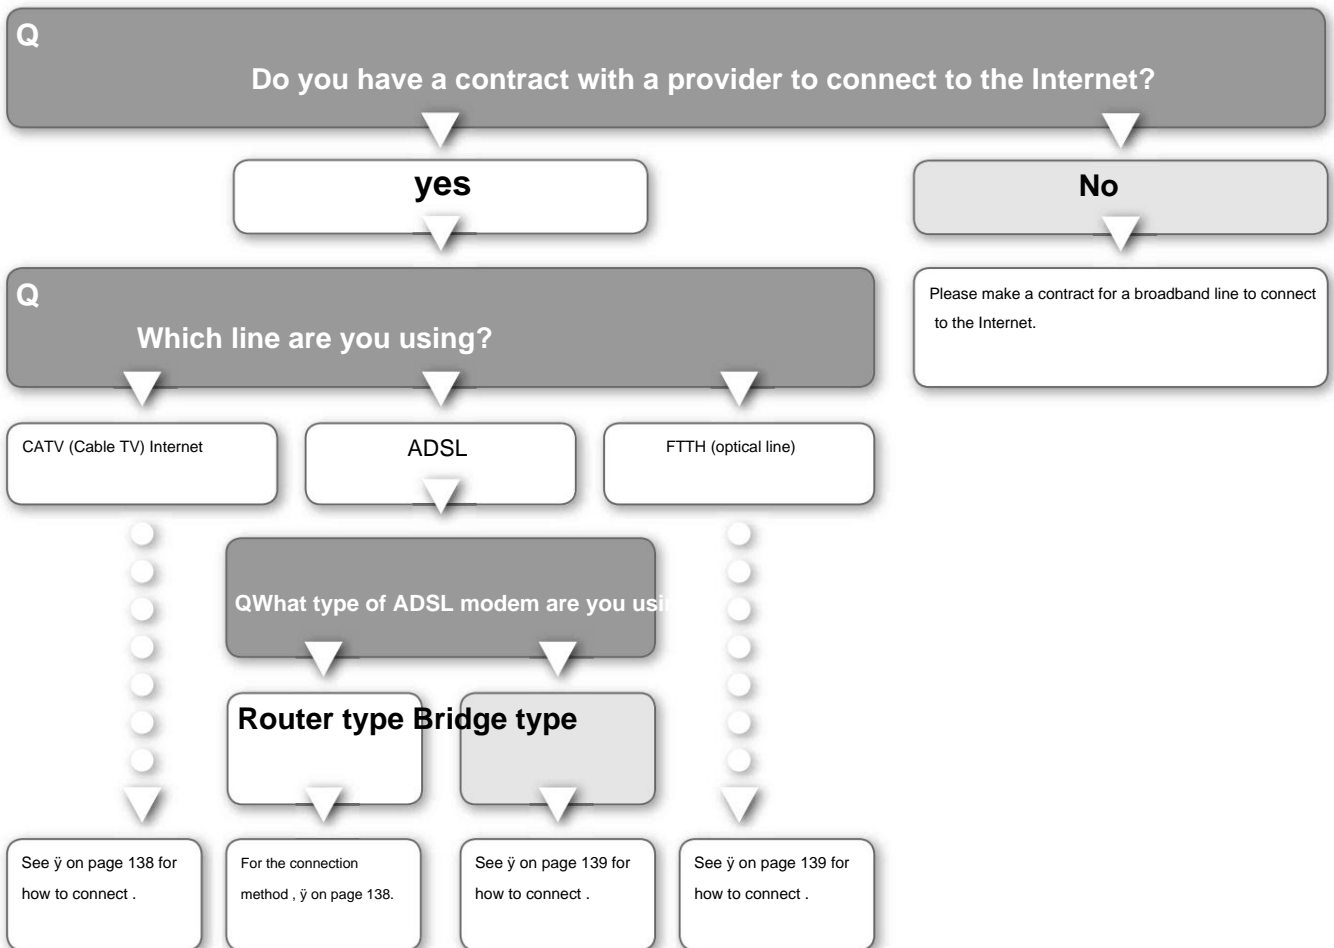 Q
Do you have a contract with a provider to connect to the Internet?
yes
No
Q
Which line are you using?
Please make a contract for a broadband line to connect
to the Internet.
CATV (Cable TV) Internet
ADSL
FTTH (optical line)
QWhat type of ADSL modem are you usi
Router type Bridge type
See ÿ on page 138 for
how to connect .
For the connection
method , ÿ on page 138.
See ÿ on page 139 for
how to connect .
See ÿ on page 139 for
how to connect .